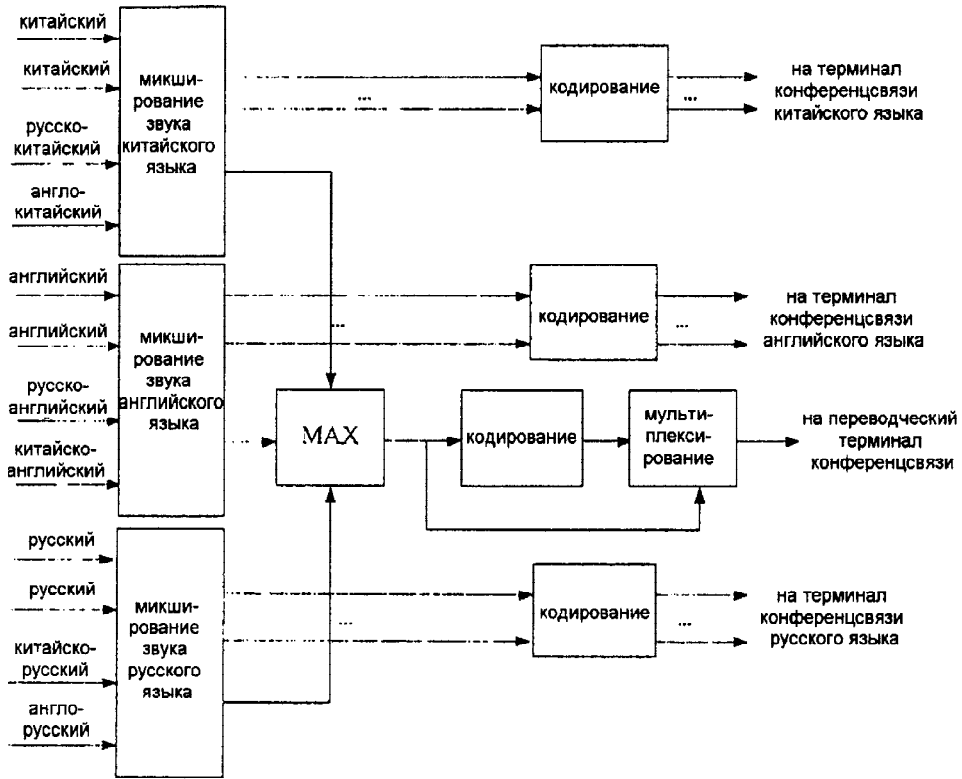 китайский
китайский
русско-
китайский
англо-
китайский
микши-
рование
звука
китайского
языка
...
кодирование
...
на терминал
конференцсвязи
китайского языка
английский
английский
русско-
английский
китайско-
английский
микши-
рование
звука
английского
языка
...
кодирование
...
на терминал
конференцсвязи
английского языка
MAX
кодирование
мульти-
плекси-
рование
на переводческий
терминал
конференцсвязи
русский
русский
китайско-
русский
англо-
русский
микши-
рование
звука
русского
языка
...
кодирование
...
на терминал
конференцсвязи
русского языка